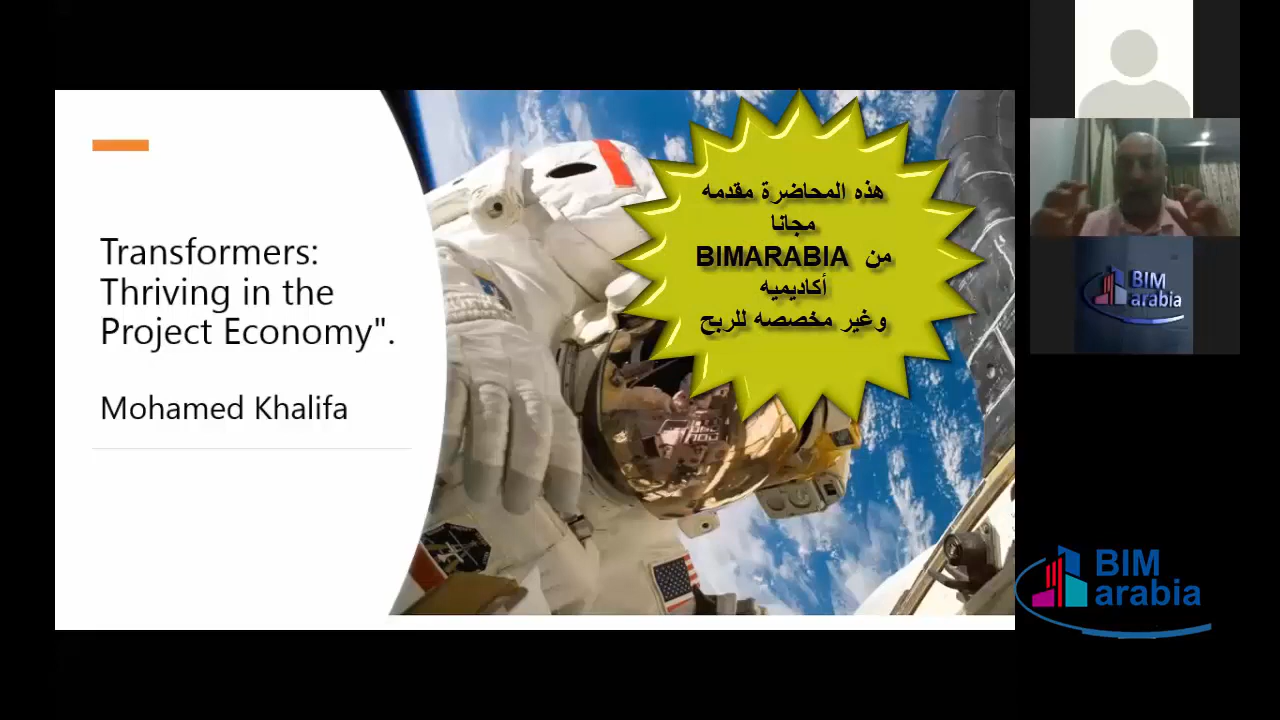 Transformers:
Thriving in the
Project Economy".
Mohamed Khalifa
هذه المحاضرة مقدمه
مجانا
من BIMARABIA
أكاديميه
وغير مخصصه للربح
BIM
arabia
BIM
arabia